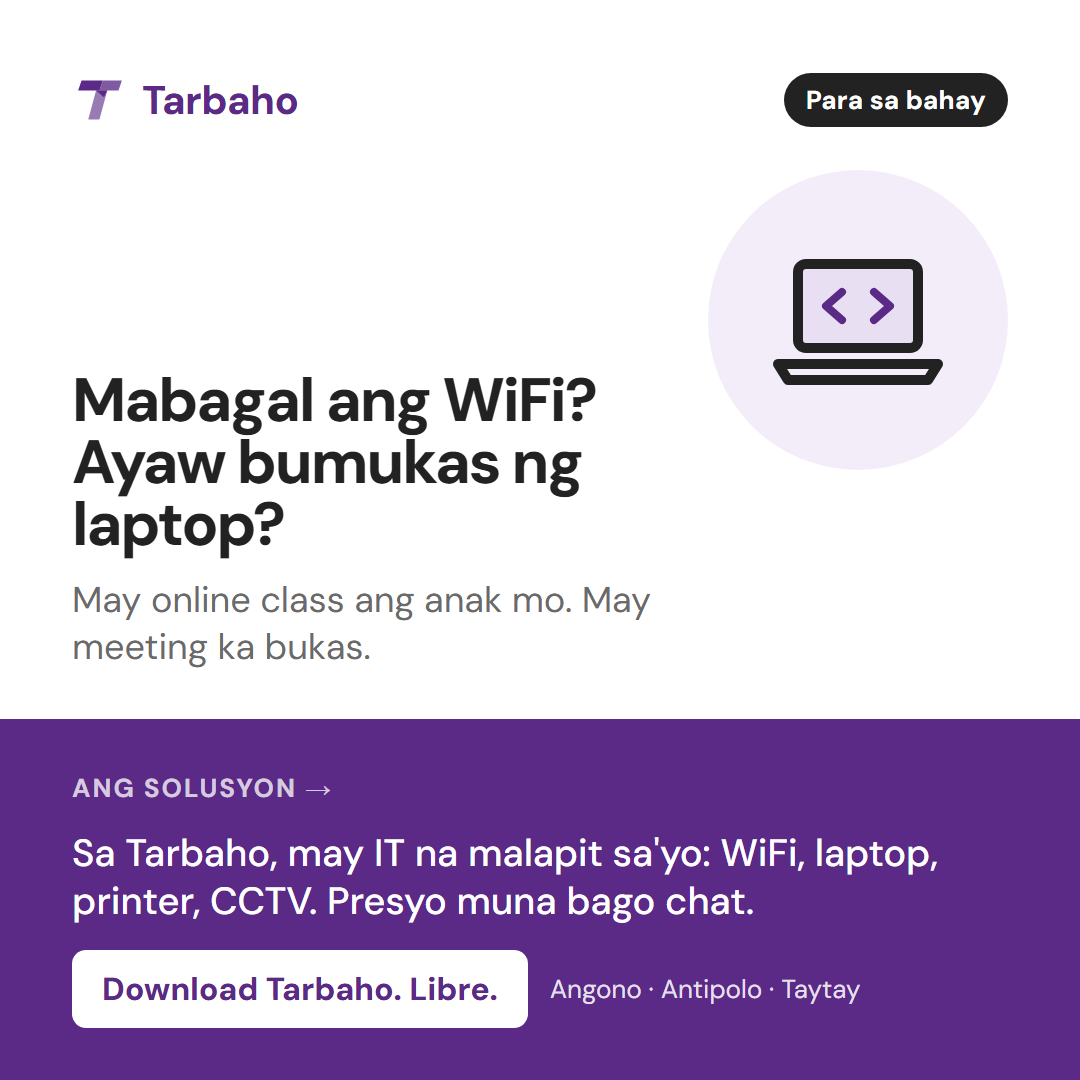 Tarbaho
Para sa bahay
Mabagal ang WiFi?
Ayaw bumukas ng
laptop?
May online class ang anak mo. May
meeting ka bukas.
ANG SOLUSYON →
Sa Tarbaho, may IT na malapit sa'yo: WiFi, laptop,
printer, CCTV. Presyo muna bago chat.
Download Tarbaho. Libre.
Angono · Antipolo · Taytay